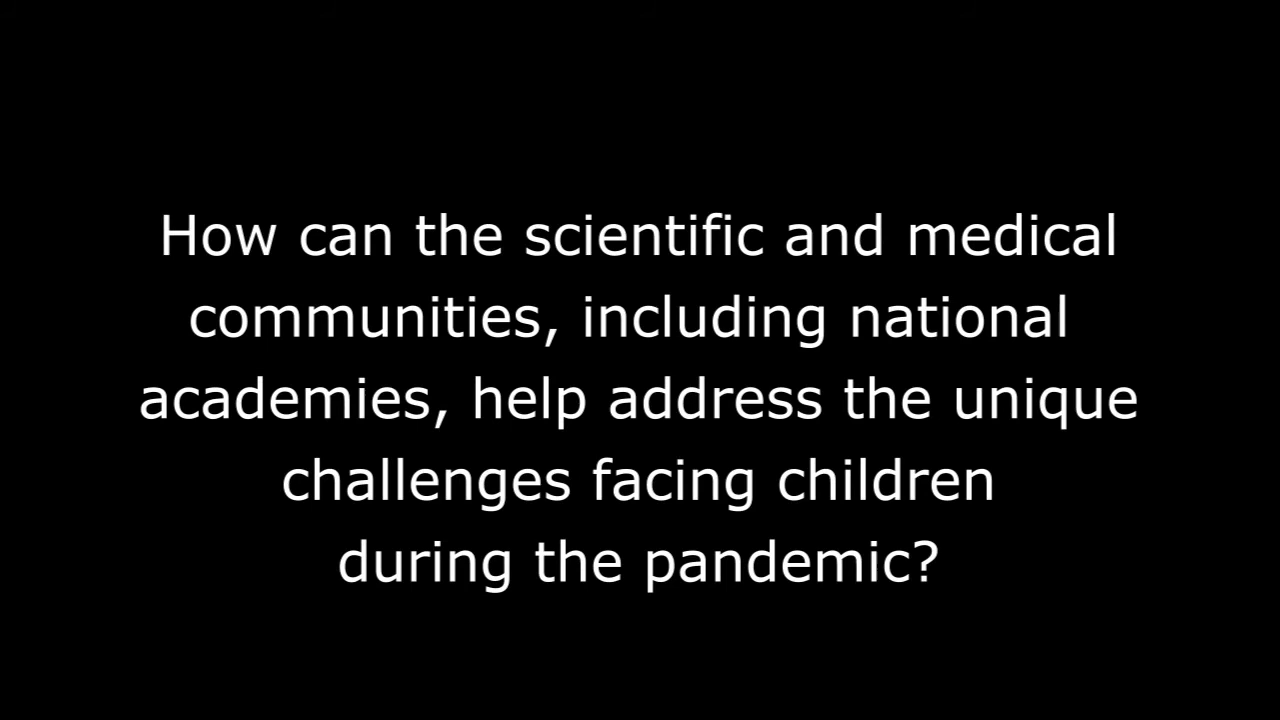 How can the scientific and medical
communities, including national
academies, help address the unique
challenges facing children
during the pandemic?